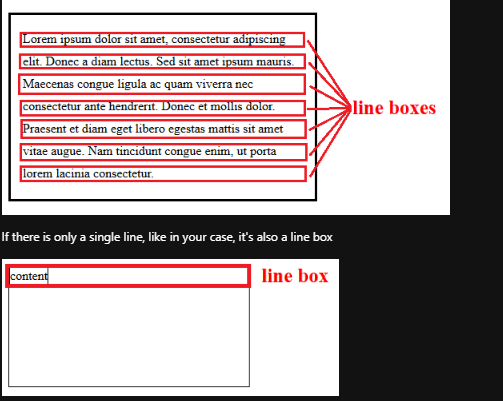 Lorem ipsum dolor sit amet, consectetur adipiscing
elit. Donec a diam lectus. Sed sit amet ipsum mauris.
Maecenas congue ligula ac quam viverra nec
consectetur ante hendrerit. Donec et mollis dolor.
Praesent et diam eget libero egestas mattis sit amet
vitae augue. Nam tincidunt congue enim, ut porta
lorem lacinia consectetur.
line boxes
If there is only a single line, like in your case, it's also a line box
content
line box